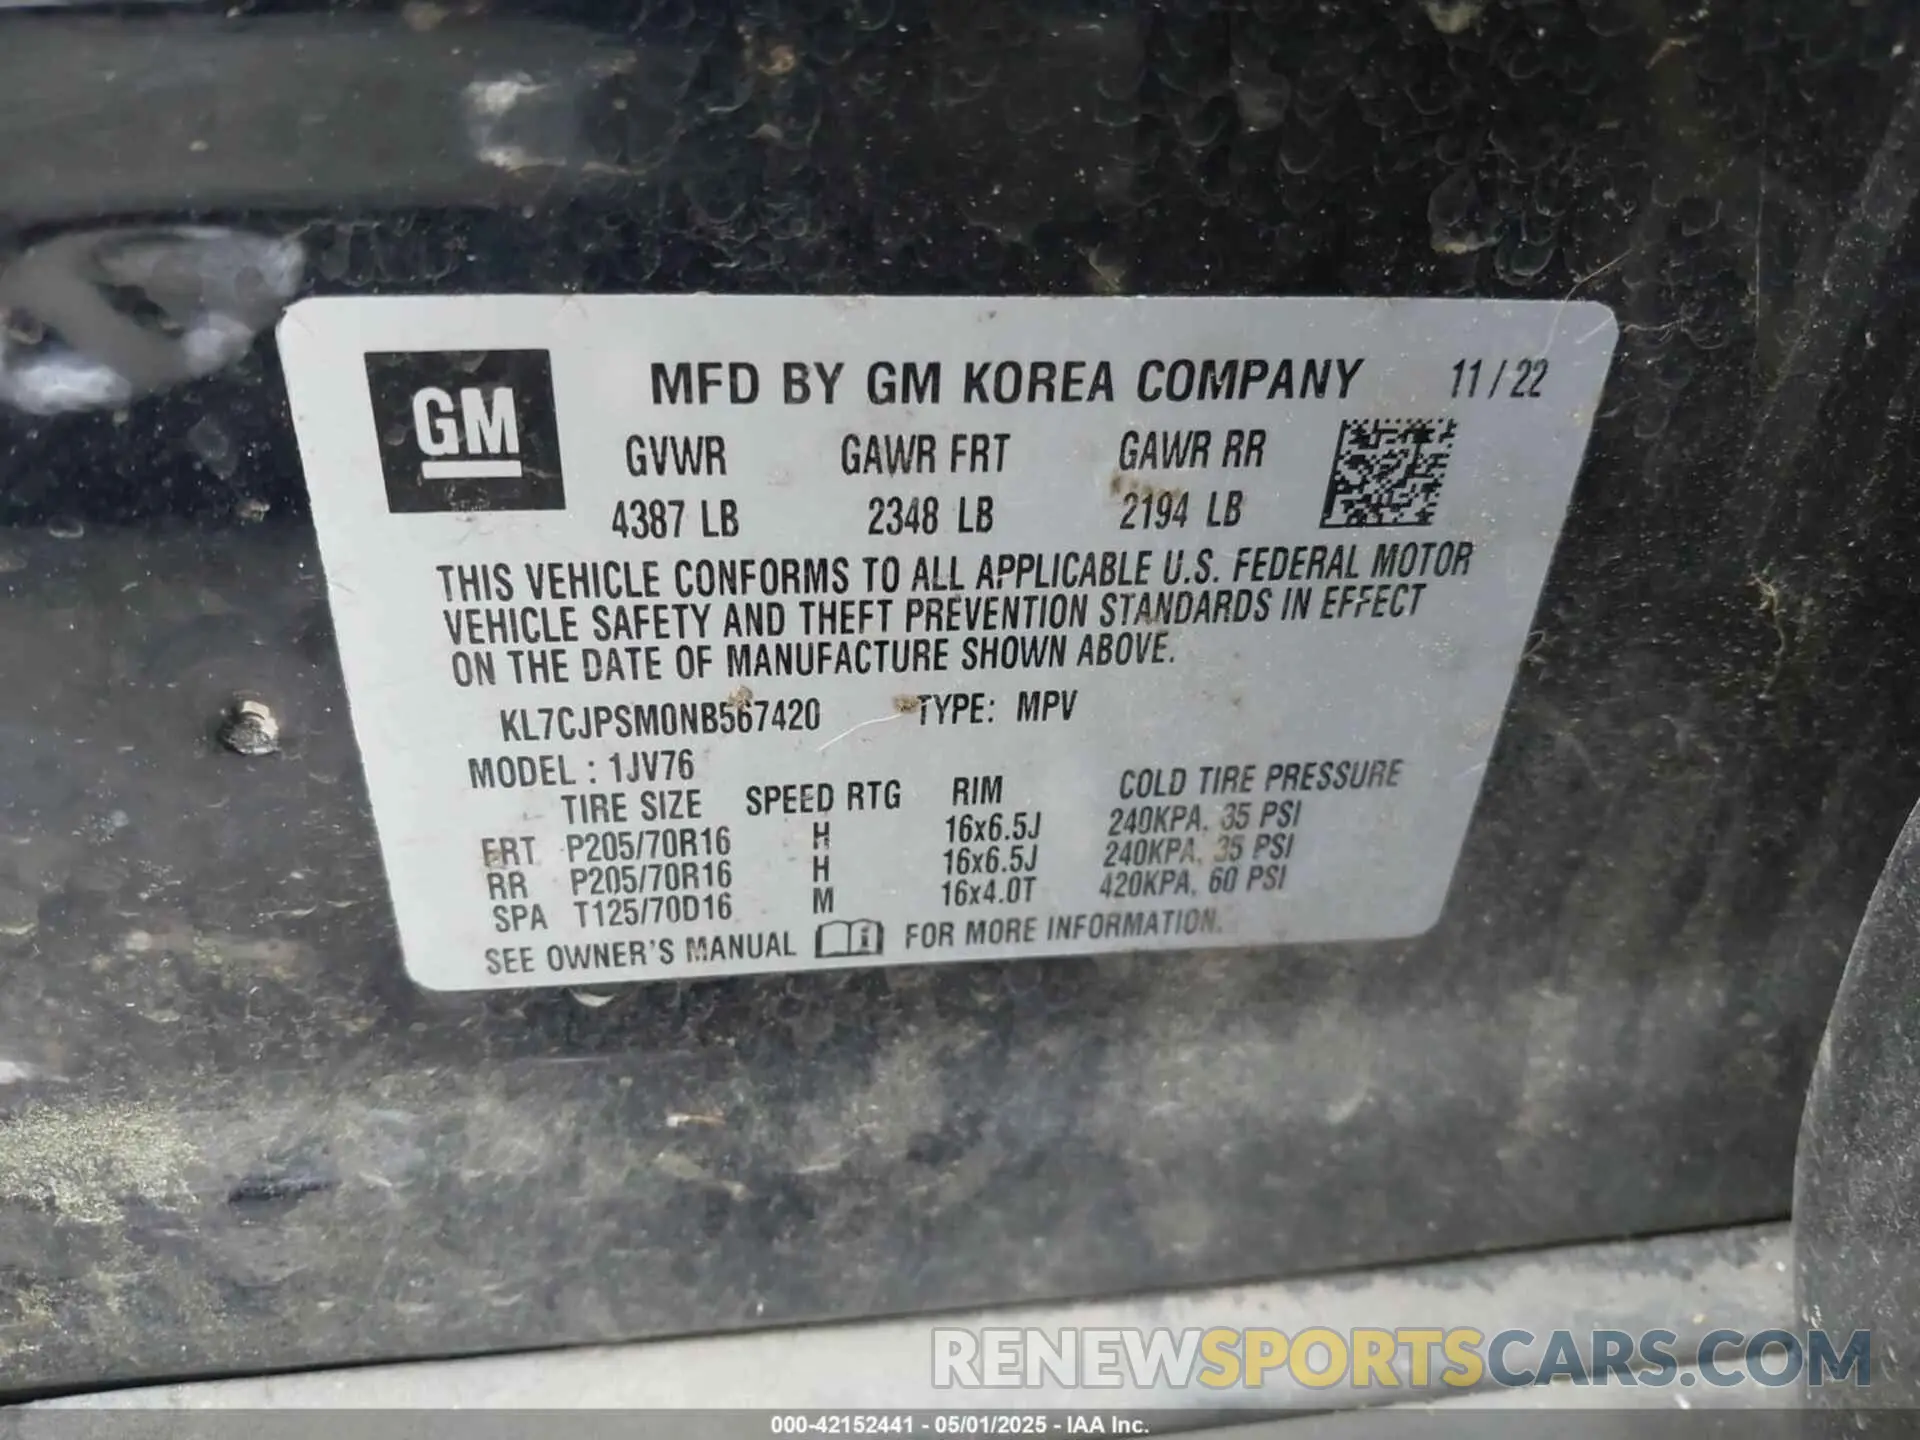 GM
MFD BY GM KOREA COMPANY 11/22
GVWR GAWR FRT GAWR RR
4387 LB 2348 LB 2194 LB
THIS VEHICLE CONFORMS TO ALL APPLICABLE U.S. FEDERAL MOTOR
VEHICLE SAFETY AND THEFT PREVENTION STANDARDS IN EFFECT
ON THE DATE OF MANUFACTURE SHOWN ABOVE.
KL7CJPSM0NB567420 TYPE: MPV
MODEL : 1JV76
TIRE SIZE SPEED RTG RIM COLD TIRE PRESSURE
FRT P205/70R16 H 16x6.5J 240KPA, 35 PSI
RR P205/70R16 H 16x6.5J 240KPA, 35 PSI
SPA T125/70D16 M 16x4.0T 420KPA, 60 PSI
SEE OWNER'S MANUAL i FOR MORE INFORMATION.
RENEWSPORTSCARS.COM
000-42152441 - 05/01/2025 - IAA Inc.